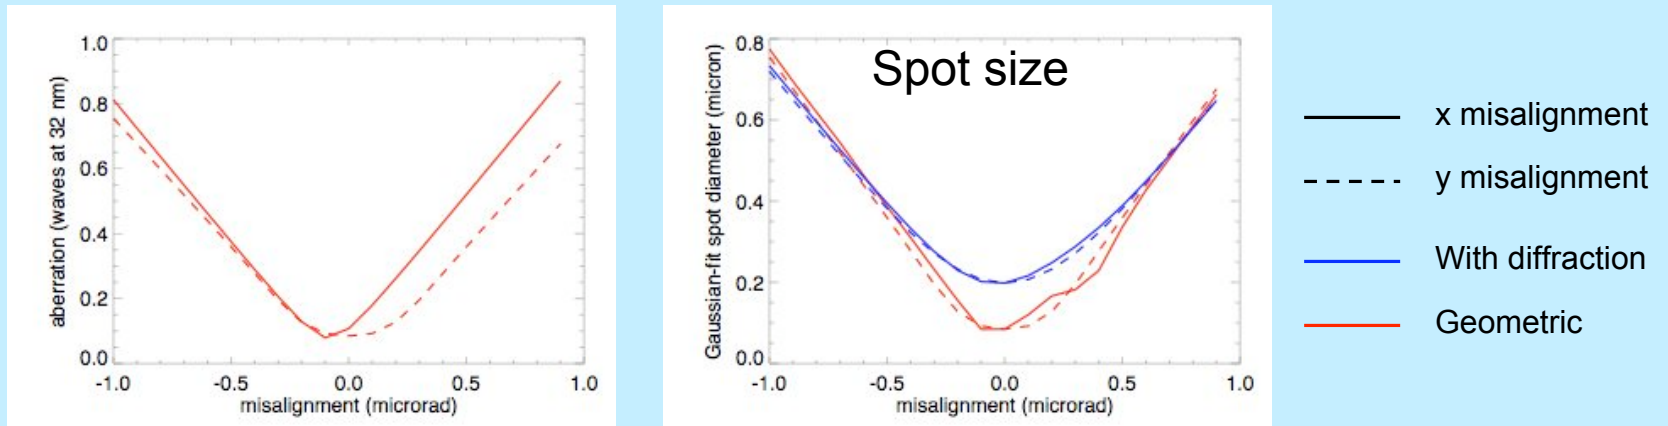 aberration (waves at 32 nm)
1.0
0.8
0.6
0.4
0.2
0.0
-1.0 -0.5 0.0 0.5 1.0
misalignment (microrad)
Spot size
Gaussian-fit spot diameter (micron)
0.8
0.6
0.4
0.2
0.0
-1.0 -0.5 0.0 0.5 1.0
misalignment (microrad)
x misalignment
y misalignment
With diffraction
Geometric